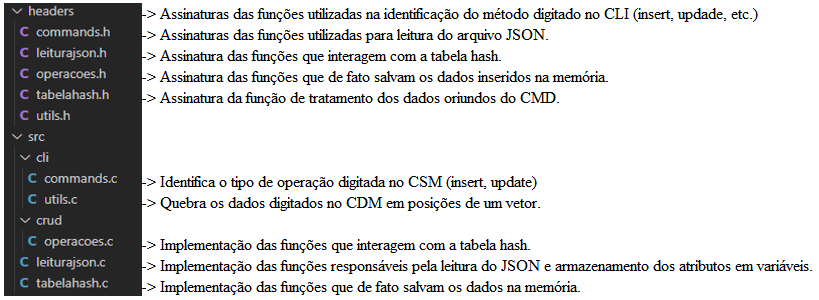 headers -> Assinaturas das funções utilizadas na identificação do método digitado no CLI (insert, updade, etc.)
C commands.h -> Assinaturas das funções utilizadas para leitura do arquivo JSON.
C leiturajson.h -> Assinatura das funções que interagem com a tabela hash.
C operacoes.h -> Assinatura das funções que de fato salvam os dados inseridos na memória.
C tabelahash.h -> Assinatura da função de tratamento dos dados oriundos do CMD.
C utils.h
src
cli
C commands.c -> Identifica o tipo de operação digitada no CSM (insert, update)
C utils.c -> Quebra os dados digitados no CDM em posições de um vetor.
crud
C operacoes.c -> Implementação das funções que interagem com a tabela hash.
C leiturajson.c -> Implementação das funções responsáveis pela leitura do JSON e armazenamento dos atributos em variáveis.
C tabelahash.c -> Implementação das funções que de fato salvam os dados na memória.